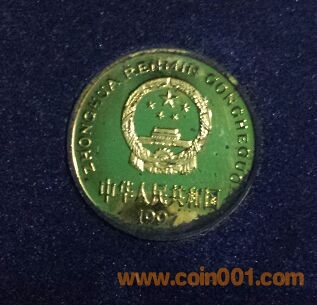 ZHONGHUA RENMIN GONGHEGUO
中华人民共和国
www.coin001.com